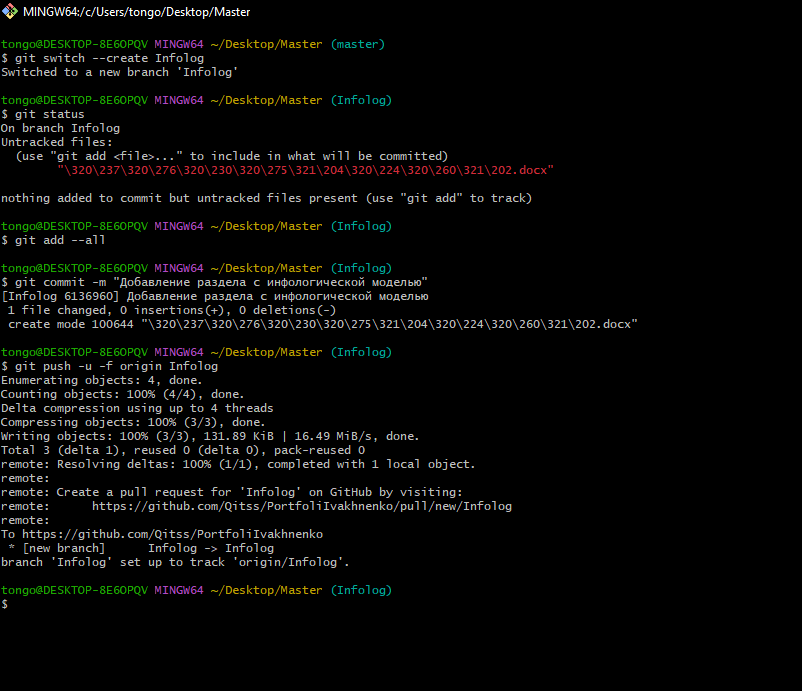 MINGW64:/c/Users/tongo/Desktop/Master
tongo@DESKTOP-8E6OPQV MINGW64 ~/Desktop/Master (master)
$ git switch --create Infolog
Switched to a new branch 'Infolog'
tongo@DESKTOP-8E6OPQV MINGW64 ~/Desktop/Master (Infolog)
$ git status
On branch Infolog
Untracked files:
(use "git add <file>..." to include in what will be committed)
"\320\237\320\276\320\230\320\275\321\204\320\224\320\260\321\202.docx"
nothing added to commit but untracked files present (use "git add" to track)
tongo@DESKTOP-8E6OPQV MINGW64 ~/Desktop/Master (Infolog)
$ git add --all
tongo@DESKTOP-8E6OPQV MINGW64 ~/Desktop/Master (Infolog)
$ git commit -m "Добавление раздела с инфологической моделью"
[Infolog 6136960] Добавление раздела с инфологической моделью
1 file changed, 0 insertions(+), 0 deletions(-)
create mode 100644 "\320\237\320\276\320\230\320\275\321\204\320\224\320\260\321\202.docx"
tongo@DESKTOP-8E6OPQV MINGW64 ~/Desktop/Master (Infolog)
$ git push -u -f origin Infolog
Enumerating objects: 4, done.
Counting objects: 100% (4/4), done.
Delta compression using up to 4 threads
Compressing objects: 100% (3/3), done.
Writing objects: 100% (3/3), 131.89 KiB | 16.49 MiB/s, done.
Total 3 (delta 1), reused 0 (delta 0), pack-reused 0
remote: Resolving deltas: 100% (1/1), completed with 1 local object.
remote:
remote: Create a pull request for 'Infolog' on GitHub by visiting:
remote:      https://github.com/Qitss/PortfoliIvakhnenko/pull/new/Infolog
remote:
To https://github.com/Qitss/PortfoliIvakhnenko
* [new branch]      Infolog -> Infolog
branch 'Infolog' set up to track 'origin/Infolog'.
tongo@DESKTOP-8E6OPQV MINGW64 ~/Desktop/Master (Infolog)
$